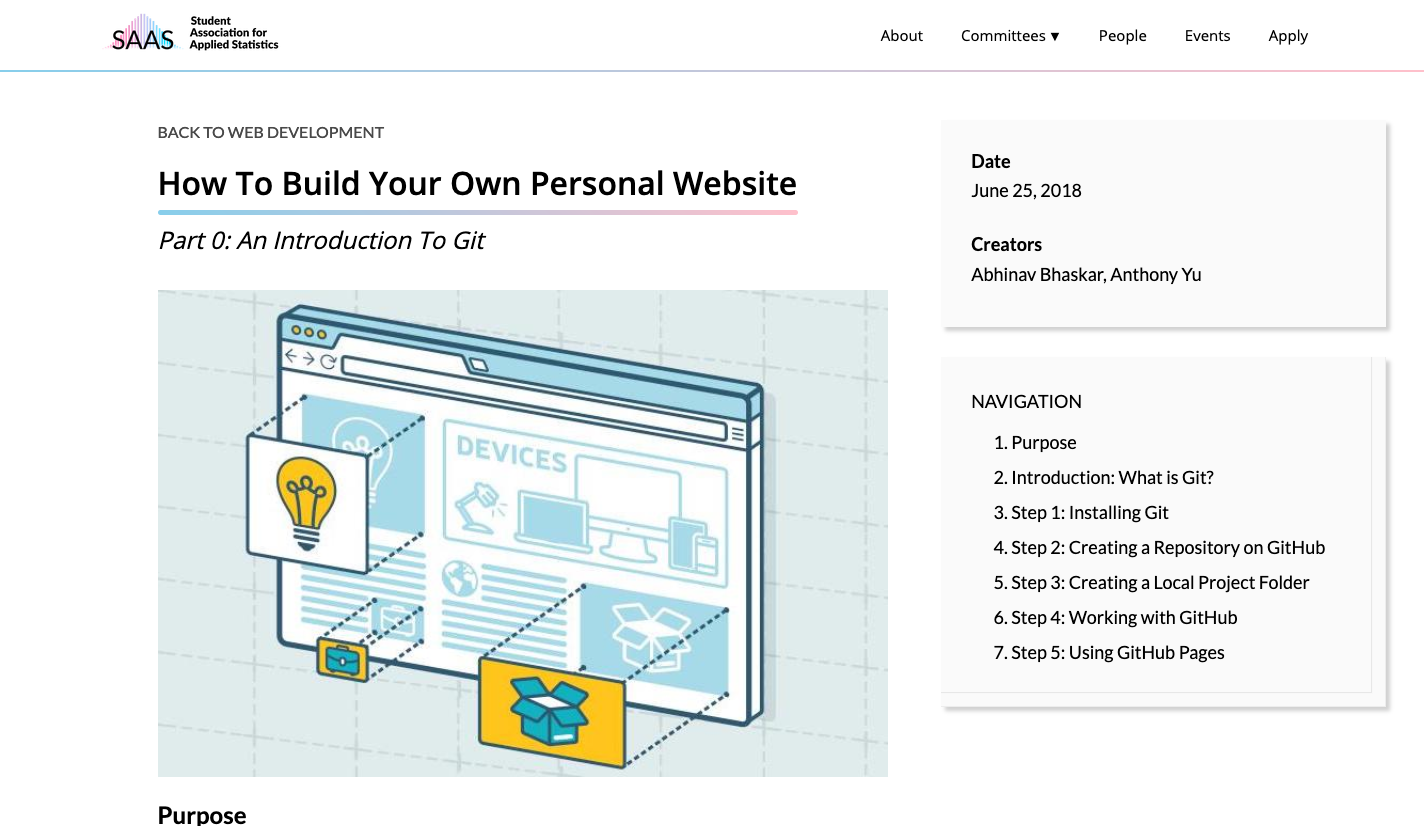 SAAS
Student
Association for
Applied Statistics
About
Committees ▼
People
Events
Apply
BACK TO WEB DEVELOPMENT
How To Build Your Own Personal Website
Part 0: An Introduction To Git
DEVICES
Purpose
Date
June 25, 2018
Creators
Abhinav Bhaskar, Anthony Yu
NAVIGATION
1. Purpose
2. Introduction: What is Git?
3. Step 1: Installing Git
4. Step 2: Creating a Repository on GitHub
5. Step 3: Creating a Local Project Folder
6. Step 4: Working with GitHub
7. Step 5: Using GitHub Pages